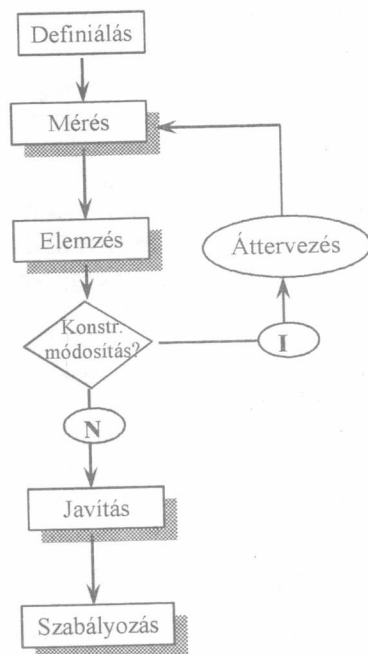 Definiálás
Mérés
Elemzés
Áttervezés
Konstr.
módosítás?
I
N
Javítás
Szabályozás